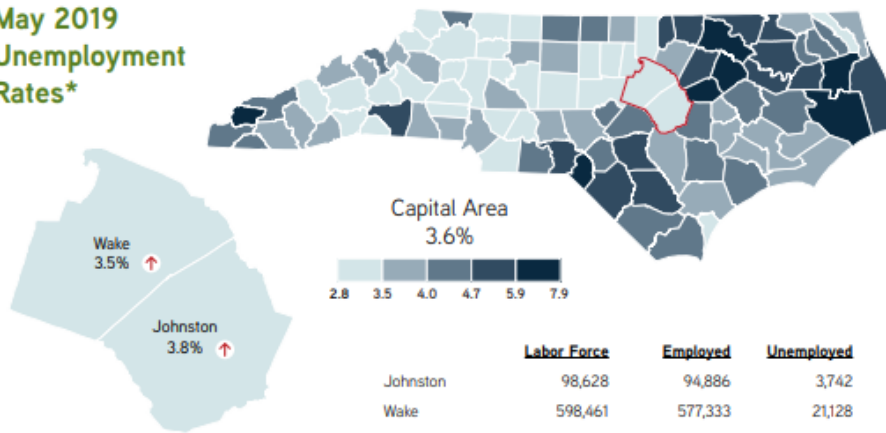 May 2019
Unemployment
Rates*
Capital Area
3.6%
2.8 3.5 4.0 4.7 5.9 7.9
Wake
3.5%
Johnston
3.8%
Labor Force Employed Unemployed
Johnston 98,628 94,886 3,742
Wake 598,461 577,333 21,128